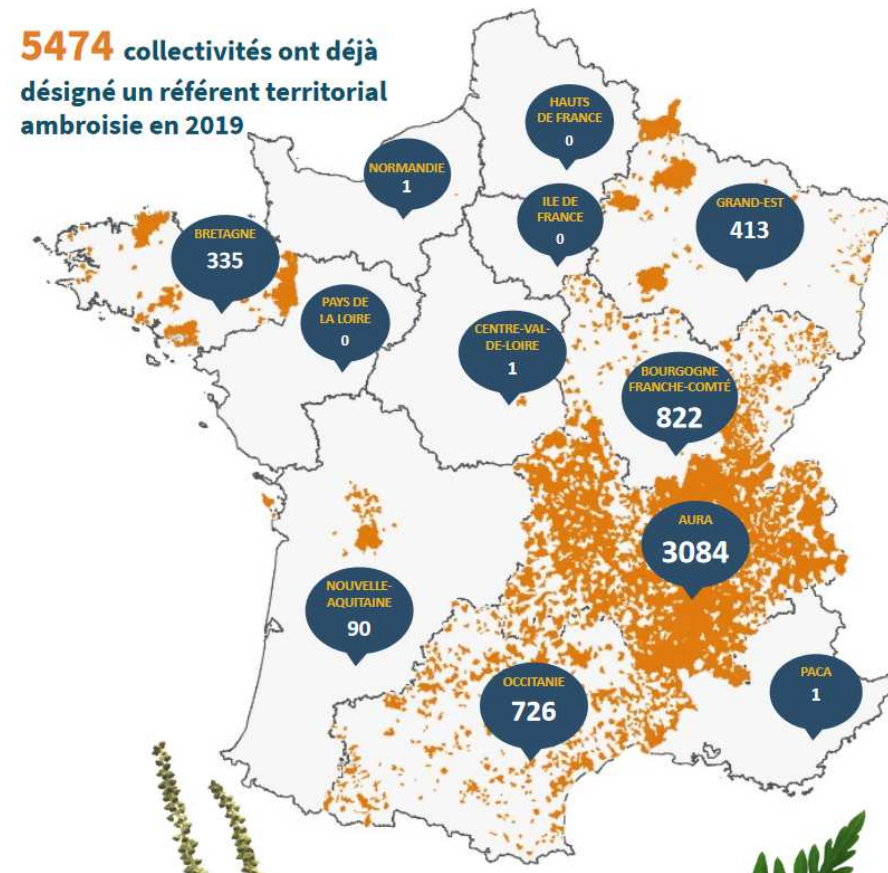 5474 collectivités ont déjà
désigné un référent territorial
ambroisie en 2019
HAUTS
DE FRANCE
0
NORMANDIE
1
ILE DE
FRANCE
0
GRAND-EST
413
BRETAGNE
335
PAYS DE
LA LOIRE
0
CENTRE-VAL-
DE-LOIRE
1
BOURGOGNE
FRANCHE-COMTÉ
822
AURA
3084
NOUVELLE-
AQUITAINE
90
OCCITANIE
726
PACA
1